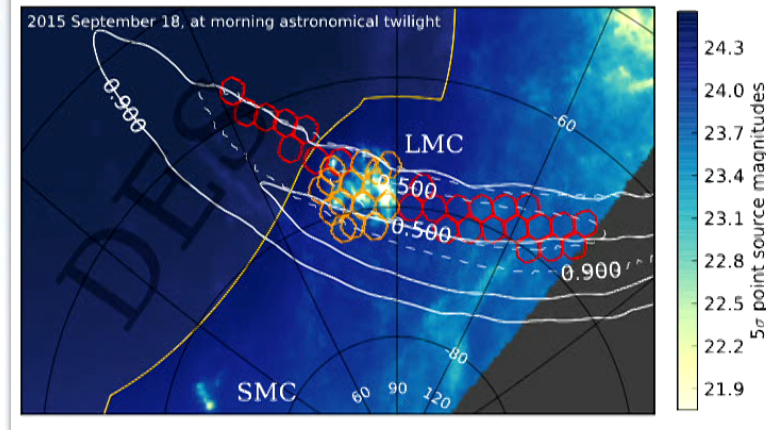 2015 September 18, at morning astronomical twilight
0.900
DES
LMC
-60
0.500
0.500
0.900
-80
SMC
60 90 120
24.3
24.0
23.7
23.4
23.1
22.8
22.5
22.2
21.9
5σ point source magnitudes